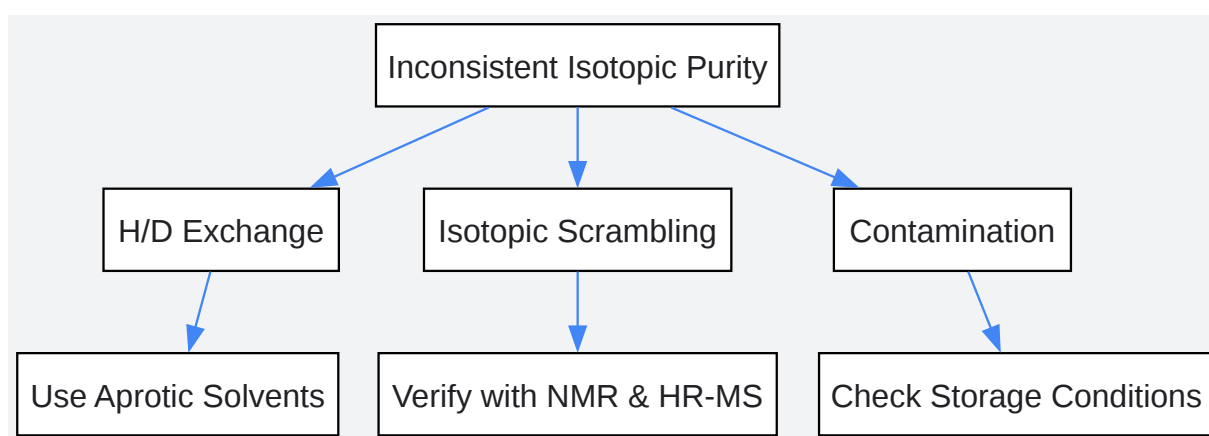 Inconsistent Isotopic Purity
H/D Exchange
Isotopic Scrambling
Contamination
Use Aprotic Solvents
Verify with NMR & HR-MS
Check Storage Conditions